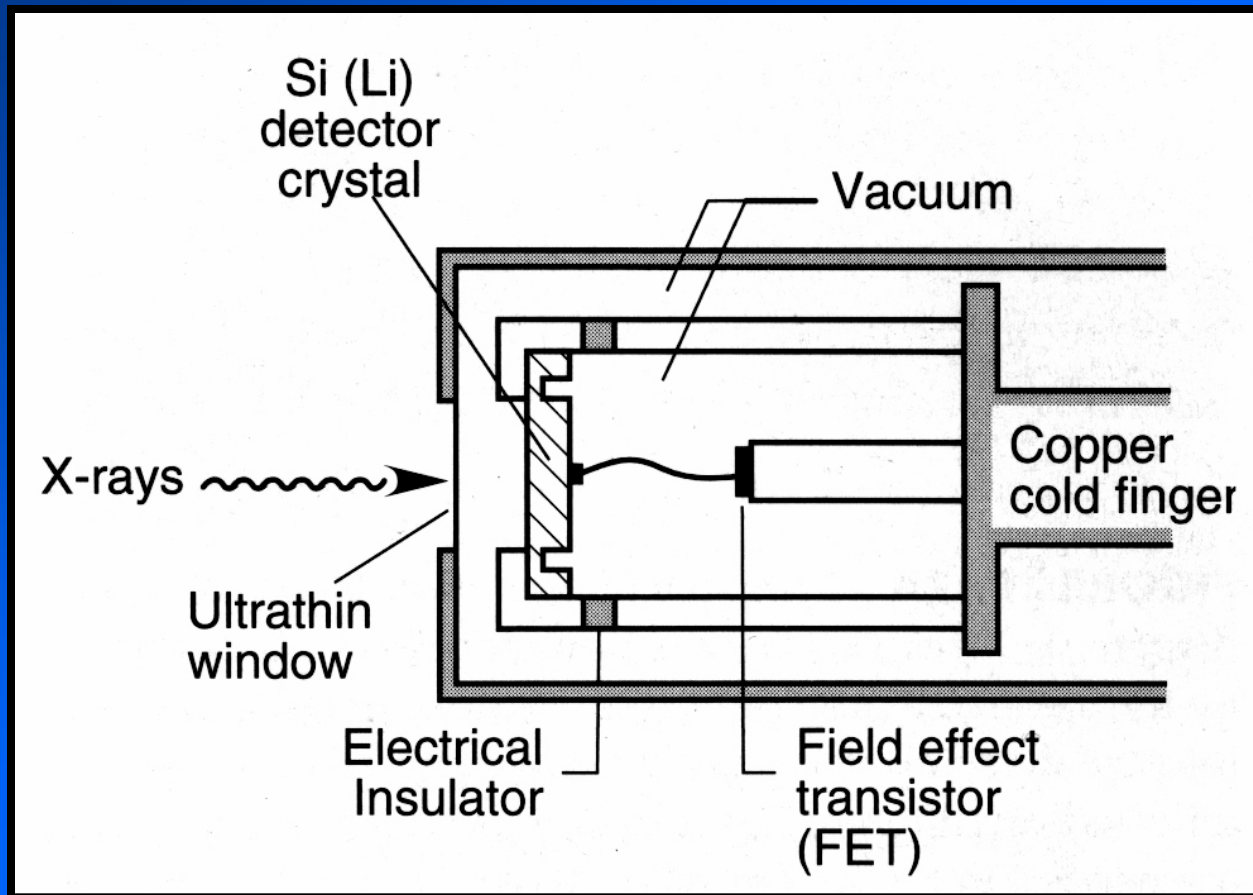 Si (Li)
detector
crystal
Vacuum
X-rays
Copper
cold finger
Ultrathin
window
Electrical
Insulator
Field effect
transistor
(FET)